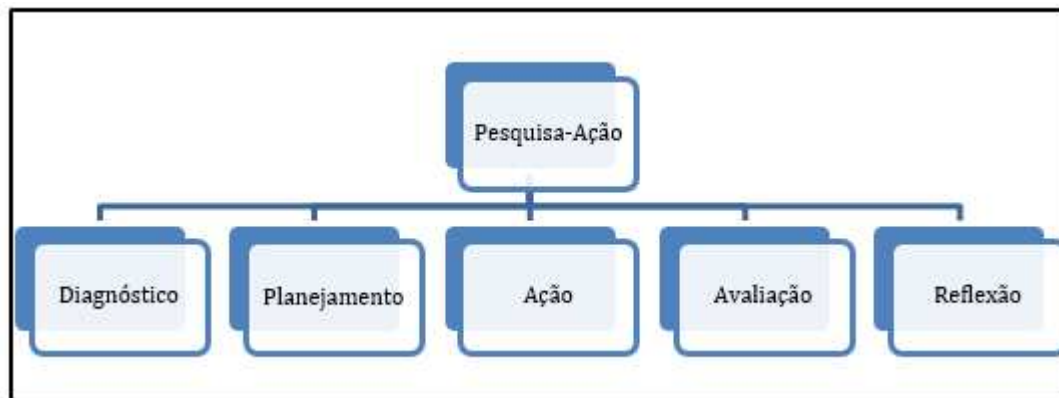 Pesquisa-Ação
Diagnóstico
Planejamento
Ação
Avaliação
Reflexão